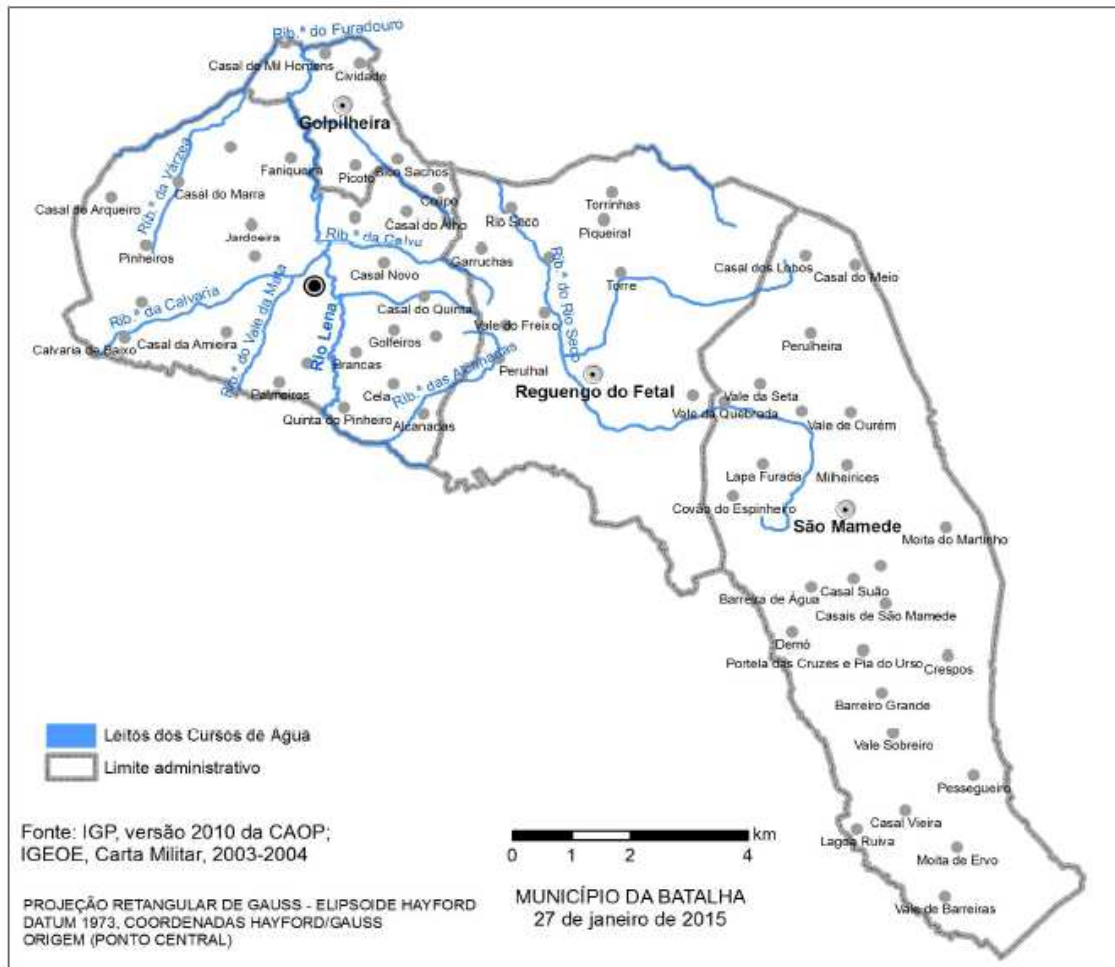 Rib.ª do Furadouro
Casal de Mil Homens
Cividade
Golpilheira
Rib.ª da Várzea
Faniqueira
Picoto
Bico Sachos
Casal do Marra
Casal do Arqueiro
Colipo
Casal do Alho
Rio Seco
Torrinhas
Piqueiral
Jardoeira
Rib.ª da Calvu
Pinheiros
Garruchas
Casal Novo
Casal dos Lobos
Casal do Meio
Torre
Rib.ª do Rio Seco
Rib.ª da Calvaria
Rib.ª do Vale da Mata
Rio Lena
Casal do Quinta
Vale do Freixo
Casal da Amieira
Calvaria de Baixo
Golfeiros
Perulheira
Brancas
Perulhal
Rib.ª das Alcanadas
Reguengo do Fetal
Palmeiros
Cela
Vale da Seta
Vale da Quebrada
Quinta do Pinheiro
Alcanadas
Vale de Ourém
Lapa Furada
Milheirices
Covão do Espinheiro
São Mamede
Moita do Martinho
Casal Suão
Barreira de Água
Casais de São Mamede
Demó
Portela das Cruzes e Pia do Urso
Crespos
Barreiro Grande
Vale Sobreiro
Pessegueiro
Casal Vieira
Lagoa Ruiva
Moita de Ervo
Vale de Barreiras
Leitos dos Cursos de Água
Limite administrativo
Fonte: IGP, versão 2010 da CAOP;
IGEOE, Carta Militar, 2003-2004
km
0 1 2 4
PROJEÇÃO RETANGULAR DE GAUSS - ELIPSOIDE HAYFORD
DATUM 1973, COORDENADAS HAYFORD/GAUSS
ORIGEM (PONTO CENTRAL)
MUNICÍPIO DA BATALHA
27 de janeiro de 2015